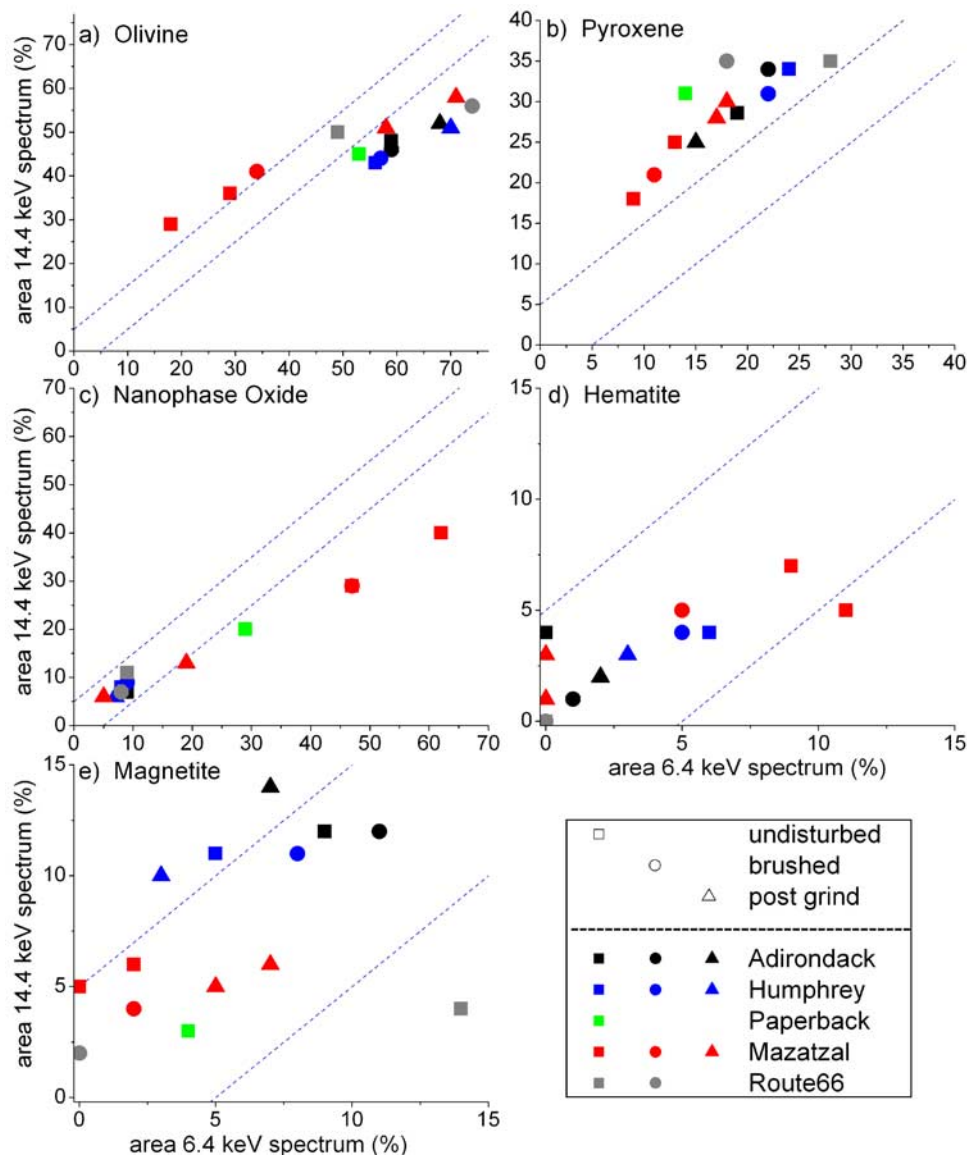 a) Olivine
area 14.4 keV spectrum (%)
70
60
50
40
30
20
10
0
0 10 20 30 40 50 60 70
b) Pyroxene
40
35
30
25
20
15
10
5
0
0 5 10 15 20 25 30 35 40
c) Nanophase Oxide
area 14.4 keV spectrum (%)
70
60
50
40
30
20
10
0
0 10 20 30 40 50 60 70
d) Hematite
15
10
5
0
0 5 10 15
area 6.4 keV spectrum (%)
e) Magnetite
area 14.4 keV spectrum (%)
15
10
5
0
0 5 10 15
area 6.4 keV spectrum (%)
undisturbed
brushed
post grind
Adirondack
Humphrey
Paperback
Mazatzal
Route66